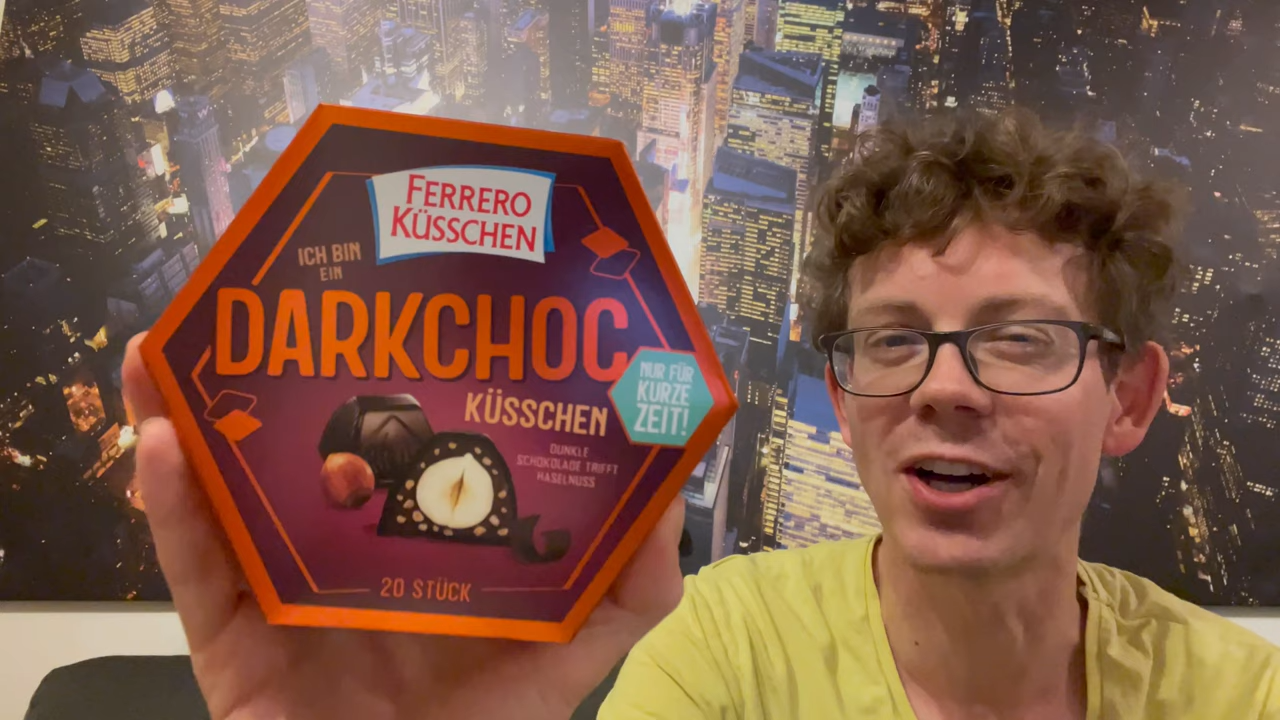 FERRERO
KÜSSCHEN
ICH BIN
EIN
DARKCHOC
KÜSSCHEN
NUR FÜR
KURZE
ZEIT!
DUNKLE
SCHOKOLADE TRIFFT
HASELNUSS
20 STÜCK